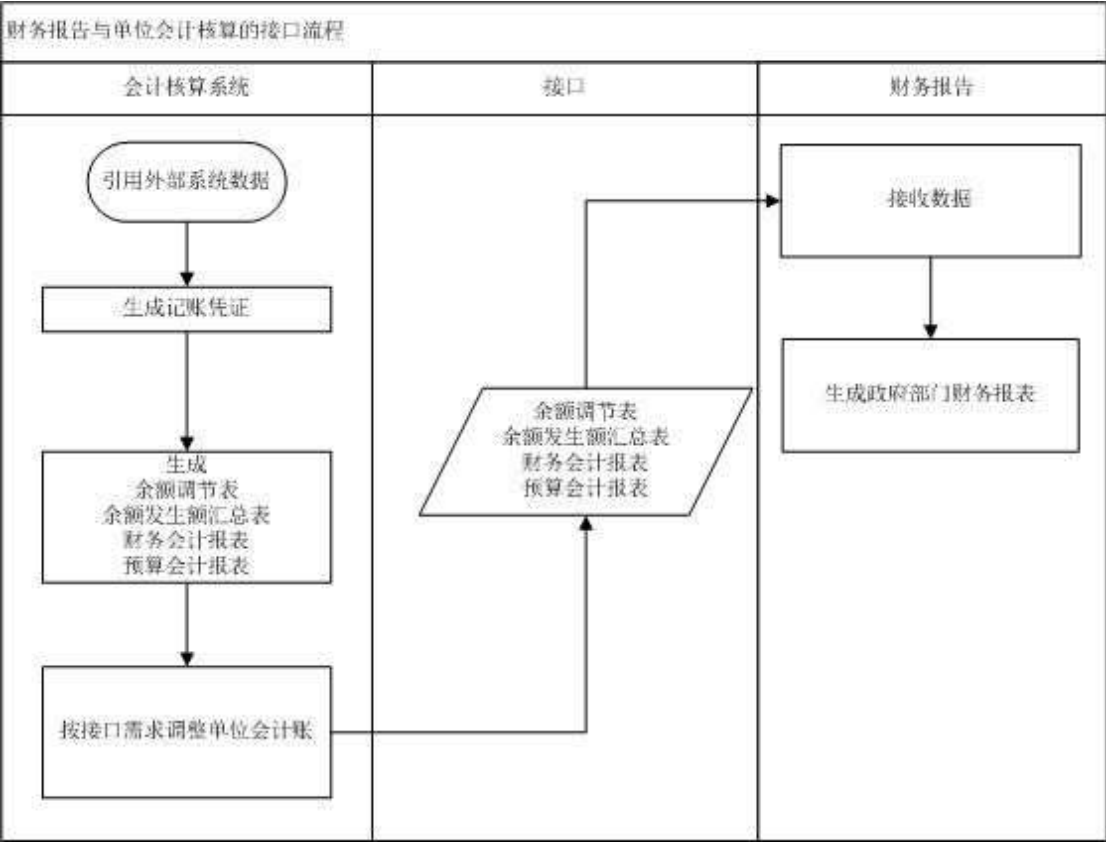 财务报告与单位会计核算的接口流程
会计核算系统
接口
财务报告
引用外部系统数据
生成记账凭证
生成
余额调节表
余额发生额汇总表
财务会计报表
预算会计报表
按接口需求调整单位会计账
余额调节表
余额发生额汇总表
财务会计报表
预算会计报表
接收数据
生成政府部门财务报表